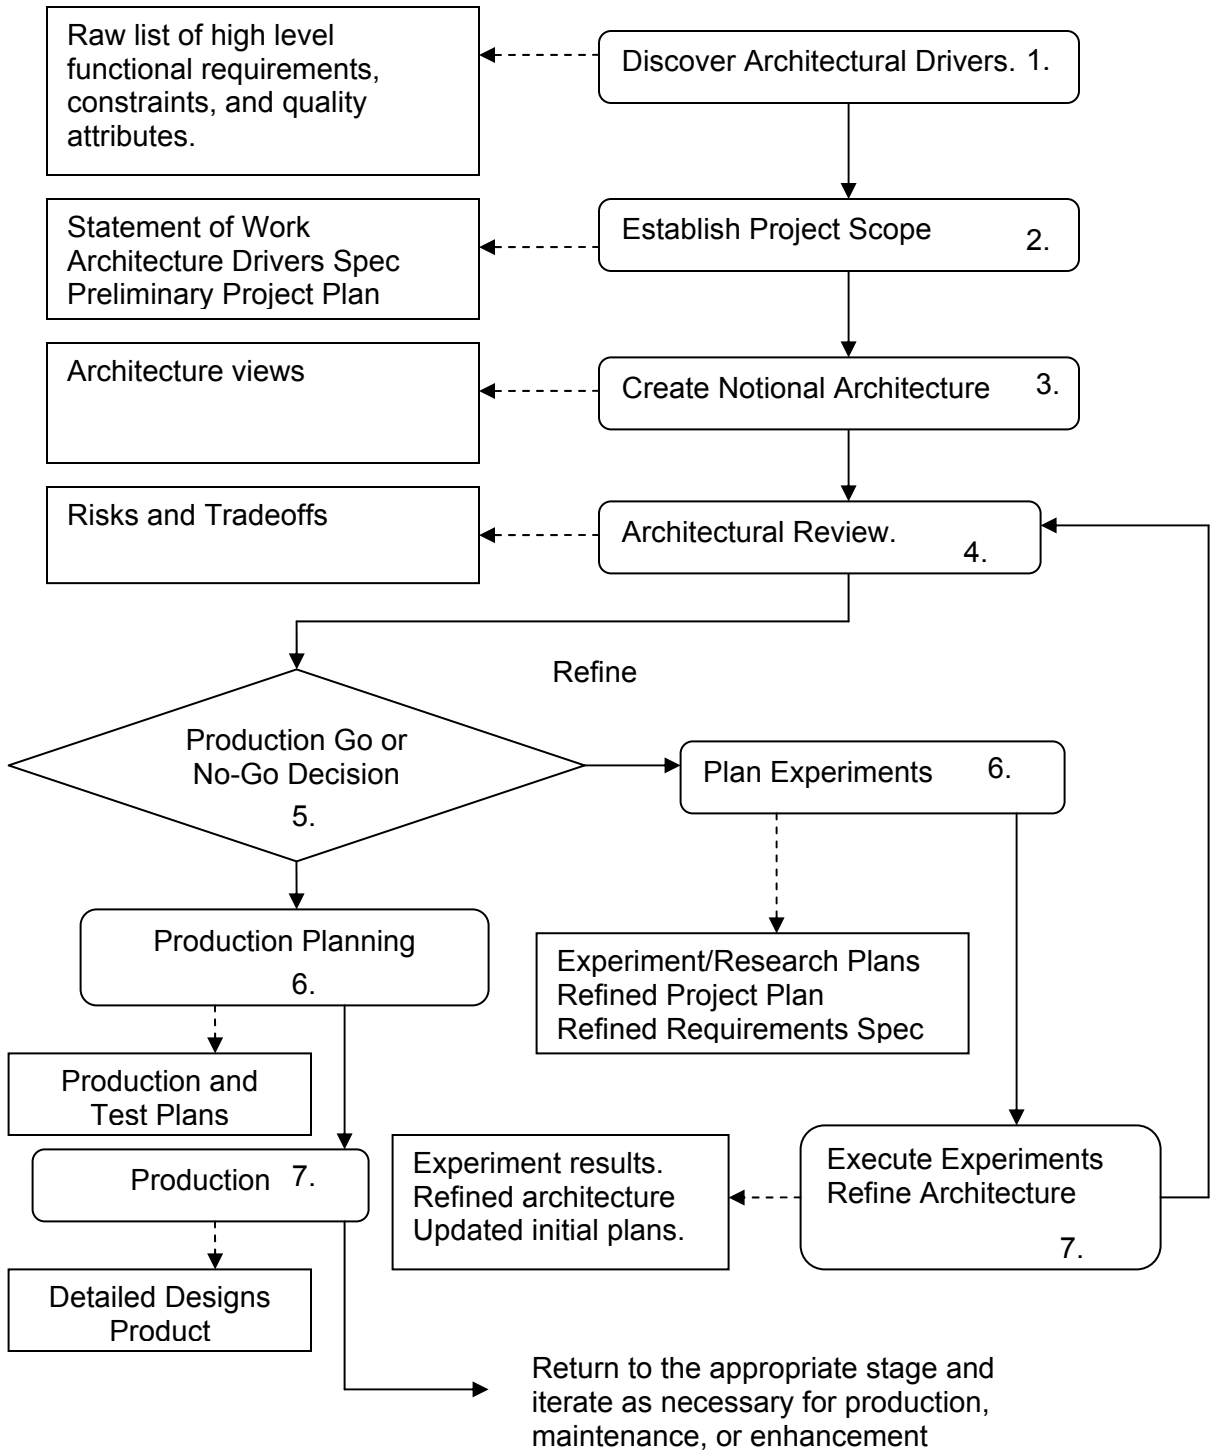 Raw list of high level
functional requirements,
constraints, and quality
attributes.
Discover Architectural Drivers. 1.
Statement of Work
Architecture Drivers Spec
Preliminary Project Plan
Establish Project Scope 2.
Architecture views
Create Notional Architecture 3.
Risks and Tradeoffs
Architectural Review.
4.
Refine
Production Go or
No-Go Decision
5.
Plan Experiments 6.
Production Planning
6.
Experiment/Research Plans
Refined Project Plan
Refined Requirements Spec
Production and
Test Plans
Production 7.
Experiment results.
Refined architecture
Updated initial plans.
Execute Experiments
Refine Architecture
7.
Detailed Designs
Product
Return to the appropriate stage and
iterate as necessary for production,
maintenance, or enhancement